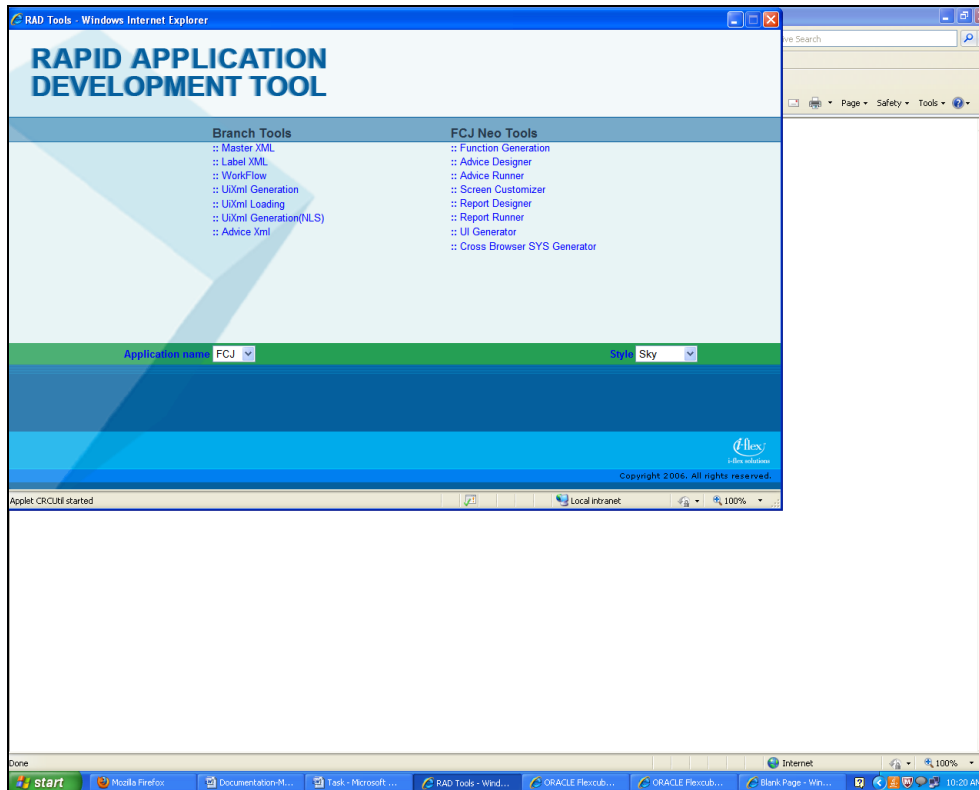 RAD Tools - Windows Internet Explorer
ve Search
RAPID APPLICATION
DEVELOPMENT TOOL
Page Safety Tools
Branch Tools
:: Master XML
:: Label XML
:: WorkFlow
:: UiXml Generation
:: UiXml Loading
:: UiXml Generation(NLS)
:: Advice Xml
FCJ Neo Tools
:: Function Generation
:: Advice Designer
:: Advice Runner
:: Screen Customizer
:: Report Designer
:: Report Runner
:: UI Generator
:: Cross Browser SYS Generator
Application name FCJ Style Sky
i-flex
i-flex solutions
Copyright 2006. All rights reserved.
Applet CRCUtil started Local intranet 100%
Done Internet 100%
start Mozilla Firefox Documentation-M... Task - Microsoft ... RAD Tools - Wind... ORACLE Flexcub... ORACLE Flexcub... Blank Page - Win... 10:20 AM